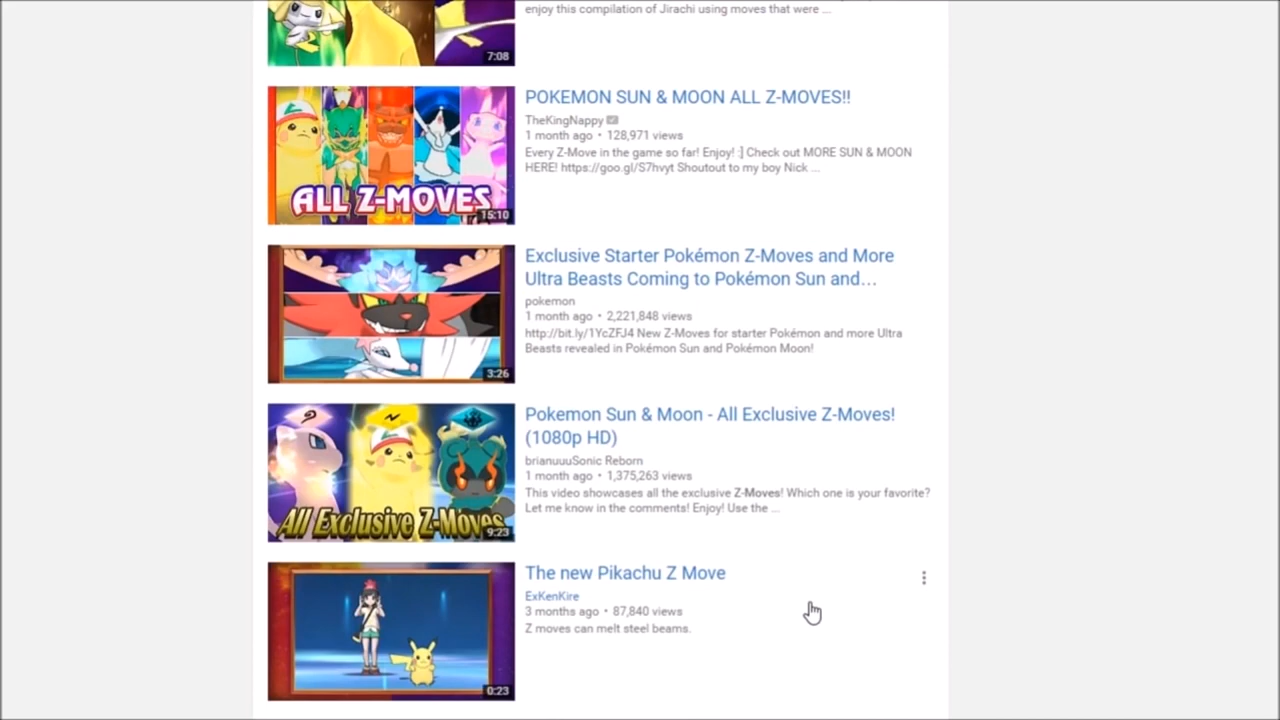 enjoy this compilation of Jirachi using moves that were ...
7:08
POKEMON SUN & MOON ALL Z-MOVES!!
TheKingNappy
1 month ago • 128,971 views
Every Z-Move in the game so far! Enjoy! :] Check out MORE SUN & MOON
HERE! https://goo.gl/S7hvyt Shoutout to my boy Nick ...
ALL Z-MOVES
15:10
Exclusive Starter Pokémon Z-Moves and More
Ultra Beasts Coming to Pokémon Sun and...
pokemon
1 month ago • 2,221,848 views
http://bit.ly/1YcZFJ4 New Z-Moves for starter Pokémon and more Ultra
Beasts revealed in Pokémon Sun and Pokémon Moon!
3:26
Pokemon Sun & Moon - All Exclusive Z-Moves!
(1080p HD)
brianuuuSonic Reborn
1 month ago • 1,375,263 views
This video showcases all the exclusive Z-Moves! Which one is your favorite?
Let me know in the comments! Enjoy! Use the ...
All Exclusive Z-Moves
9:23
The new Pikachu Z Move
ExKenKire
3 months ago • 87,840 views
Z moves can melt steel beams.
0:23